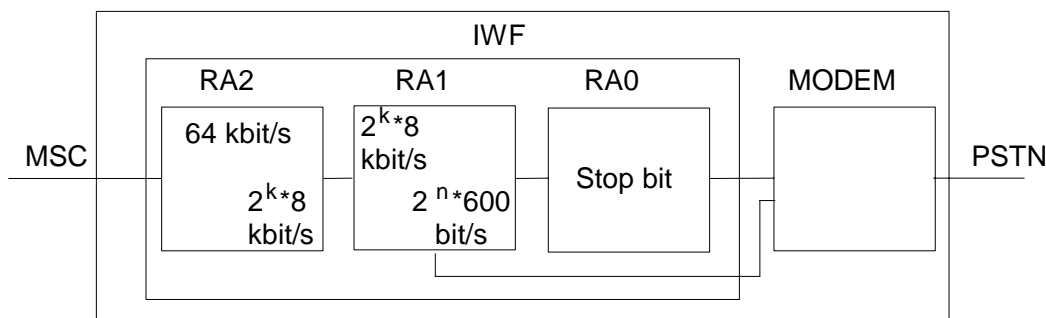 IWF
RA2
RA1
RA0
MODEM
64 kbit/s
2^k*8
kbit/s
2^k*8
kbit/s
2^n*600
bit/s
Stop bit
MSC
PSTN